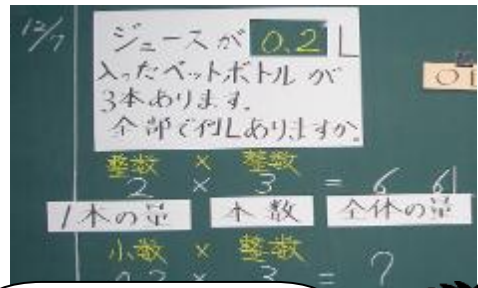 12/7
ジュースが 0.2 L
入ったペットボトルが
3本あります。
全部で何Lありますか。
整数 × 整数
2 × 3 = 6 6l
1本の量 本数 全体の量
小数 × 整数
0.2 × 3 = ?